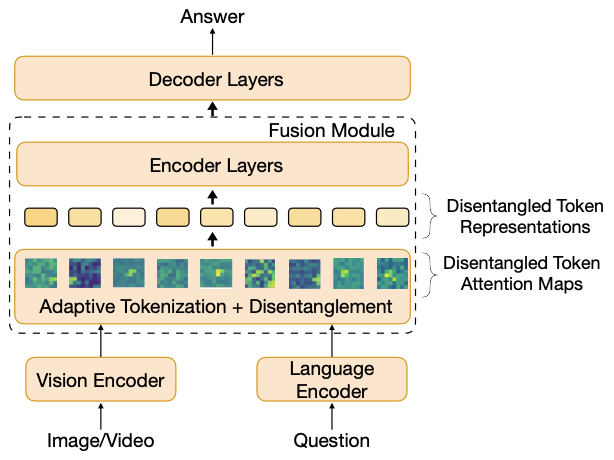 Answer
Decoder Layers
Fusion Module
Encoder Layers
Disentangled Token
Representations
Disentangled Token
Attention Maps
Adaptive Tokenization + Disentanglement
Vision Encoder
Language
Encoder
Image/Video
Question